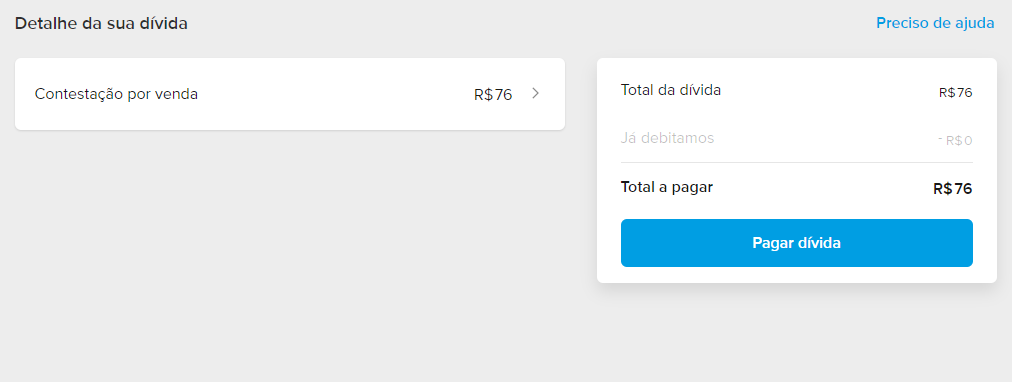 Detalhe da sua dívida
Preciso de ajuda
Contestação por venda R$ 76
Total da dívida R$ 76
Já debitamos - R$ 0
Total a pagar R$ 76
Pagar dívida